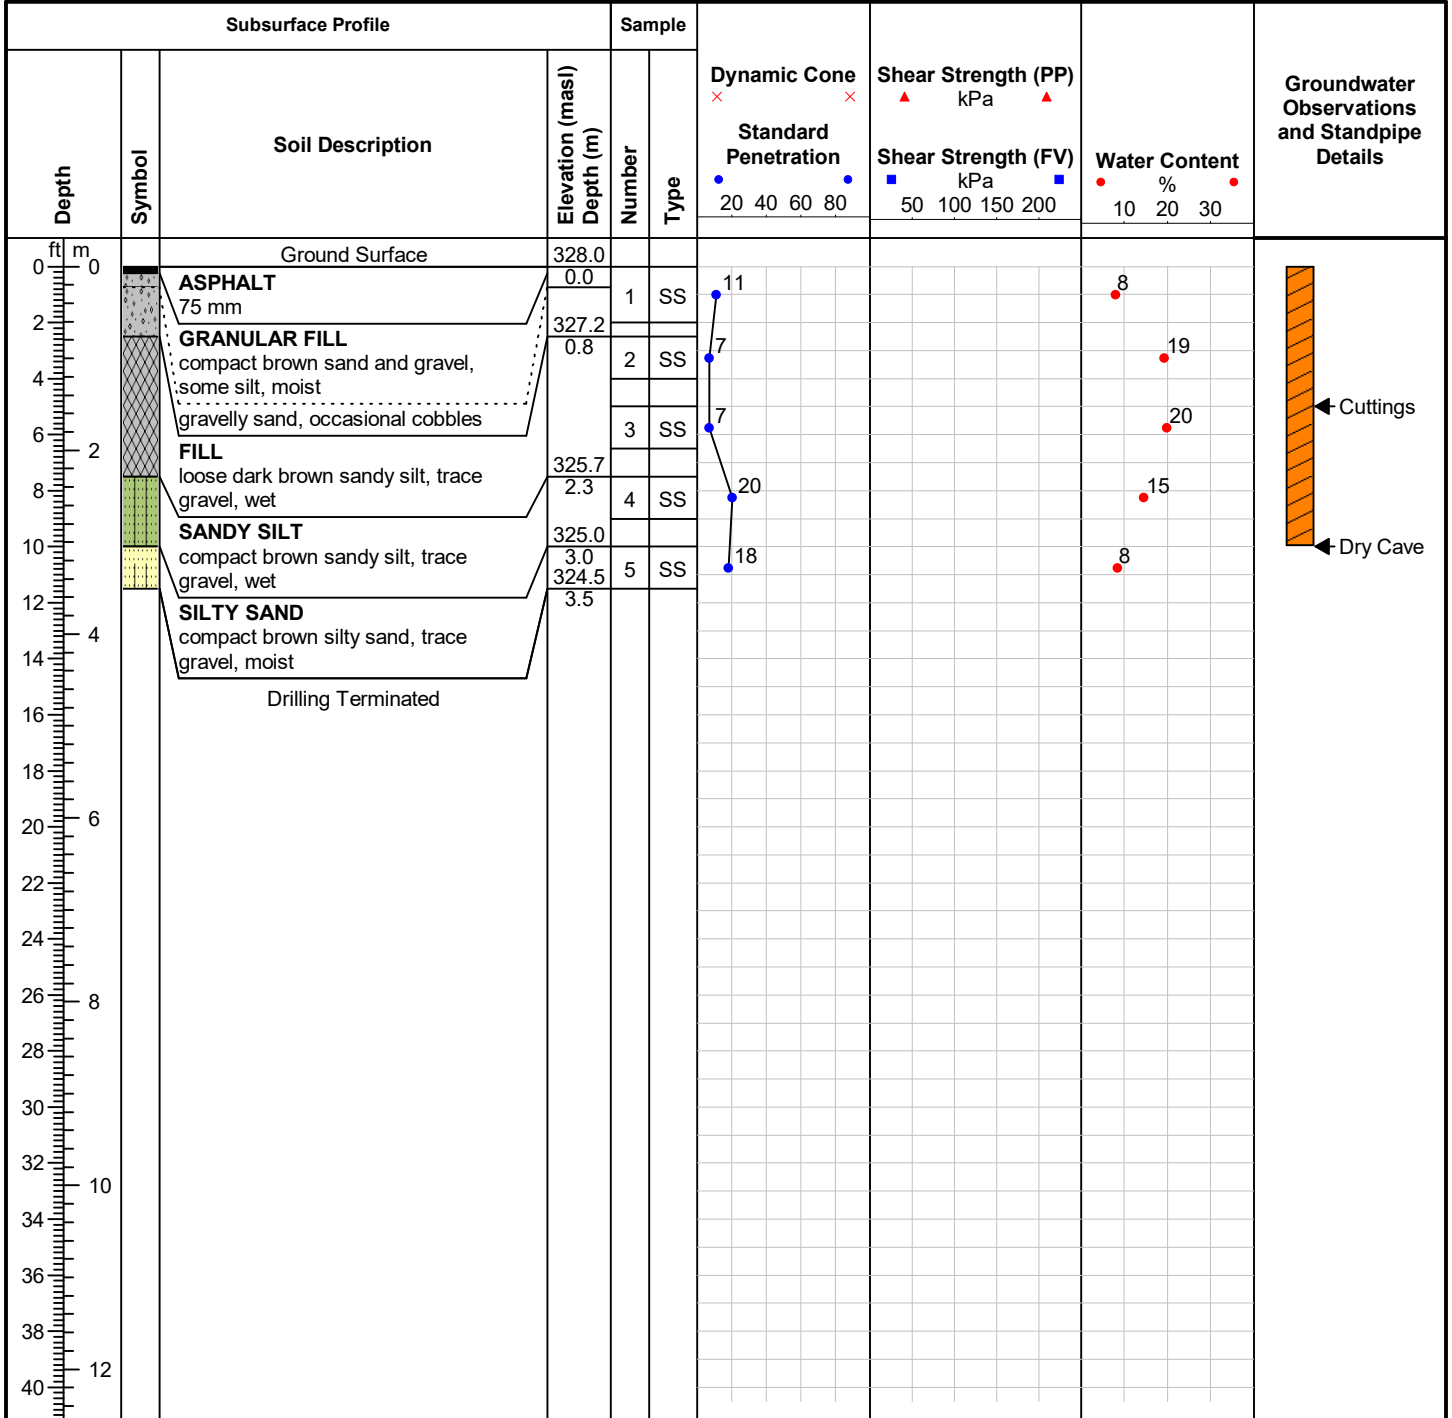 Subsurface Profile
Sample
Depth
Symbol
Soil Description
Elevation (masl)
Depth (m)
Number
Type
Dynamic Cone
Standard
Penetration
20 40 60 80
Shear Strength (PP)
kPa
Shear Strength (FV)
kPa
50 100 150 200
Water Content
%
10 20 30
Groundwater
Observations
and Standpipe
Details
ft m
0
2
4
6
8
10
12
14
16
18
20
22
24
26
28
30
32
34
36
38
40
0
2
4
6
8
10
12
Ground Surface
ASPHALT
75 mm
GRANULAR FILL
compact brown sand and gravel,
some silt, moist
gravelly sand, occasional cobbles
FILL
loose dark brown sandy silt, trace
gravel, wet
SANDY SILT
compact brown sandy silt, trace
gravel, wet
SILTY SAND
compact brown silty sand, trace
gravel, moist
Drilling Terminated
328.0
0.0
327.2
0.8
325.7
2.3
325.0
3.0
324.5
3.5
1 SS
2 SS
3 SS
4 SS
5 SS
11
7
7
20
18
8
19
20
15
8
Cuttings
Dry Cave